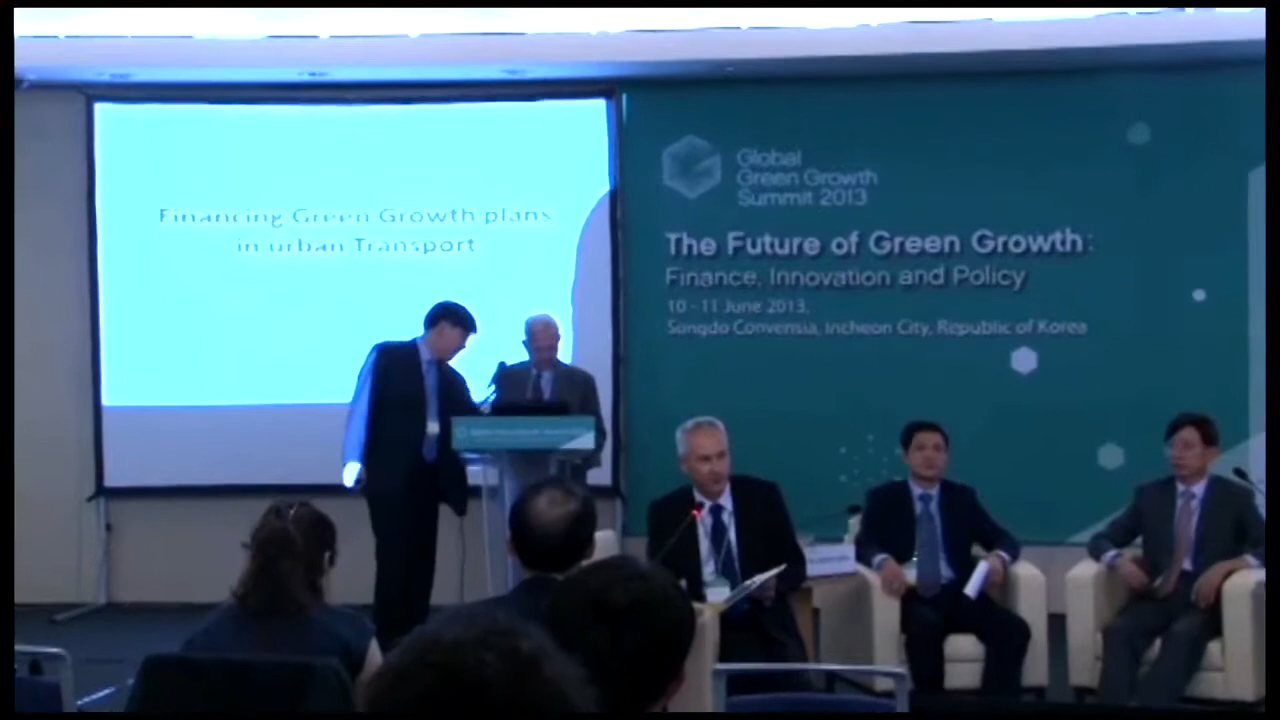 Financing Green Growth plans
in urban Transport
Global
Green Growth
Summit 2013
The Future of Green Growth:
Finance, Innovation and Policy
10 - 11 June 2013,
Songdo Convensia, Incheon City, Republic of Korea